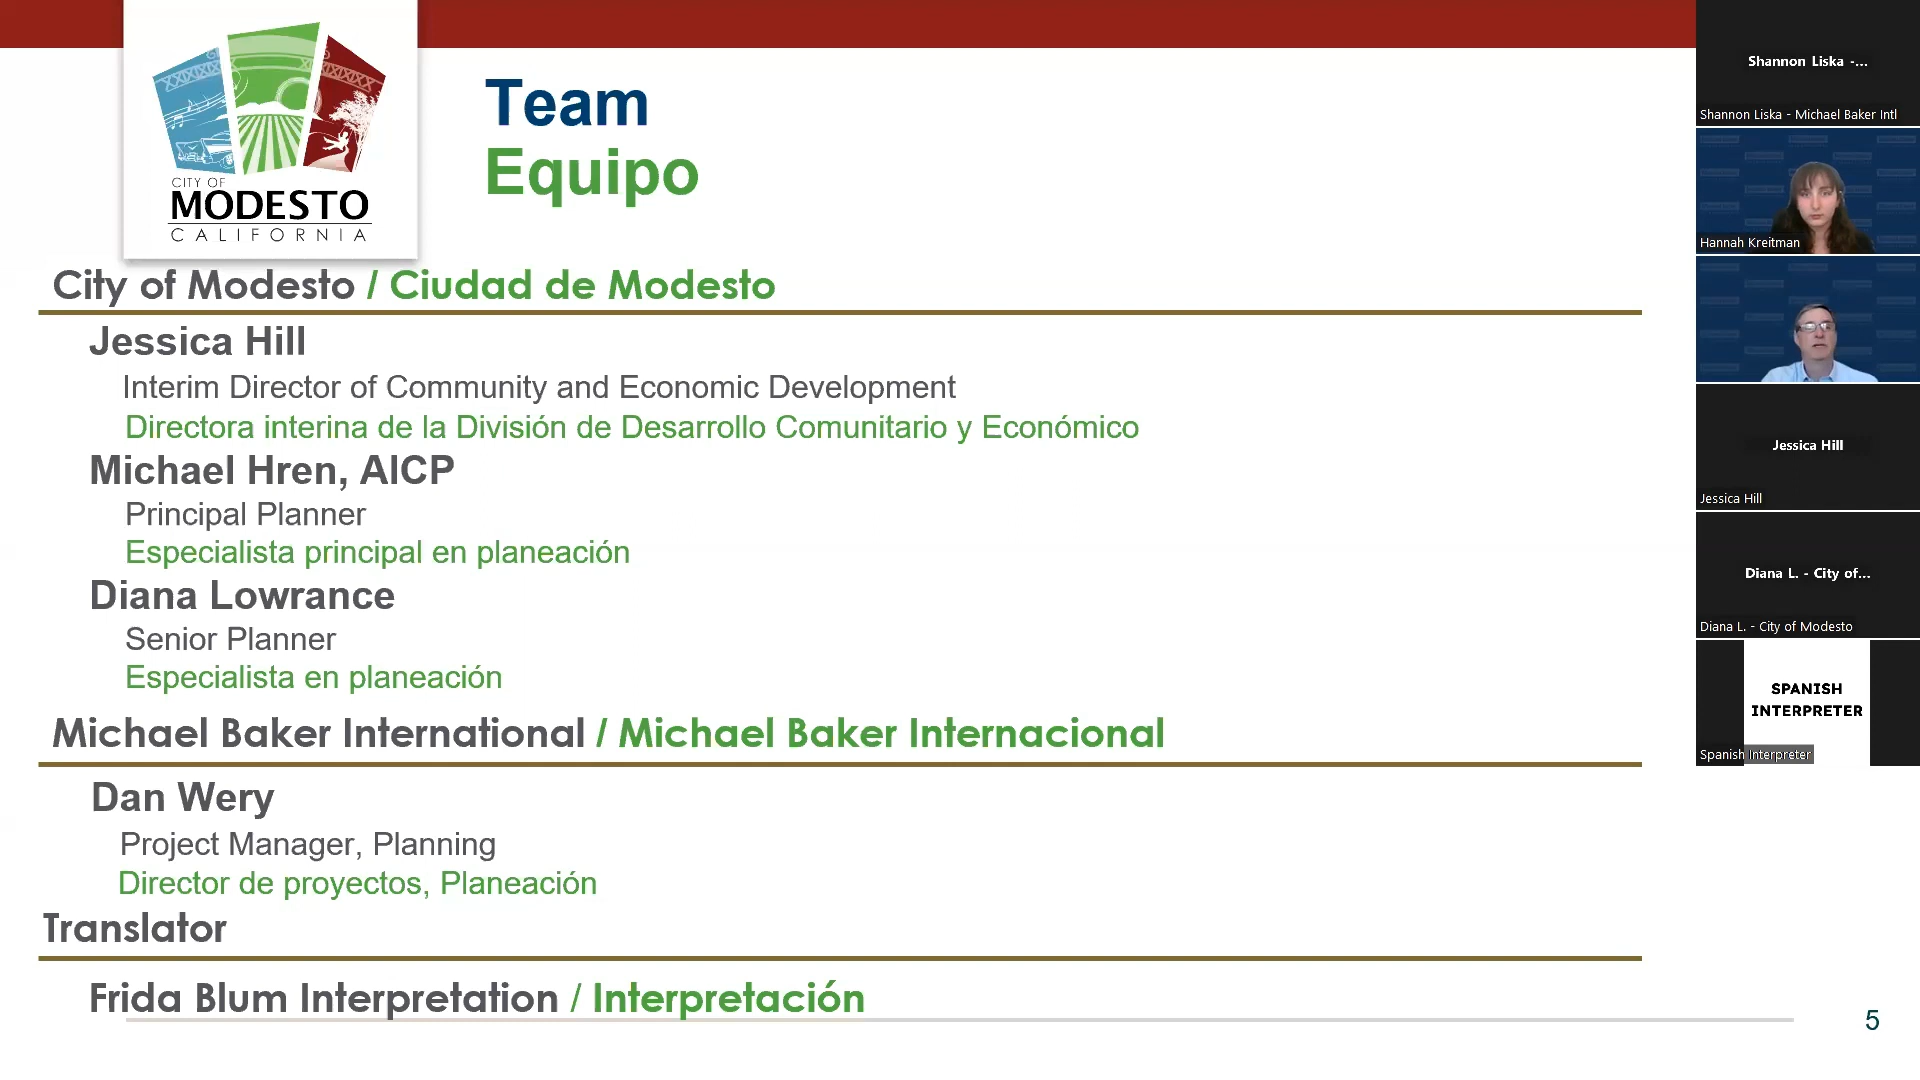 CITY OF
MODESTO
CALIFORNIA
Team
Equipo
City of Modesto / Ciudad de Modesto
Jessica Hill
Interim Director of Community and Economic Development
Directora interina de la División de Desarrollo Comunitario y Económico
Michael Hren, AICP
Principal Planner
Especialista principal en planeación
Diana Lowrance
Senior Planner
Especialista en planeación
Michael Baker International / Michael Baker Internacional
Dan Wery
Project Manager, Planning
Director de proyectos, Planeación
Translator
Frida Blum Interpretation / Interpretación
5
Shannon Liska -...
Shannon Liska - Michael Baker Intl
Hannah Kreitman
Jessica Hill
Jessica Hill
Diana L. - City of...
Diana L. - City of Modesto
SPANISH
INTERPRETER
Spanish Interpreter